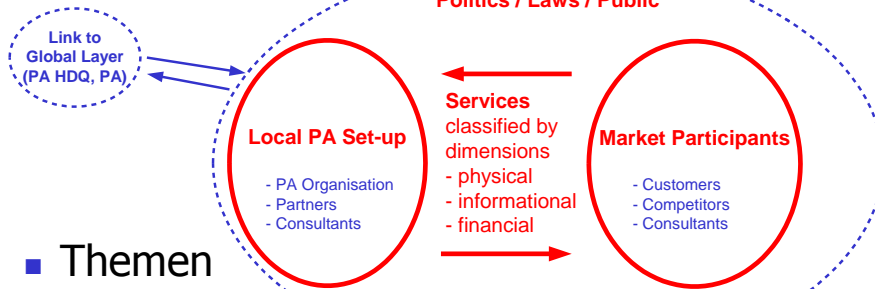 Politics / Laws / Public
Link to
Global Layer
(PA HDQ, PA)
Local PA Set-up
- PA Organisation
- Partners
- Consultants
Services
classified by
dimensions
- physical
- informational
- financial
Market Participants
- Customers
- Competitors
- Consultants
Themen